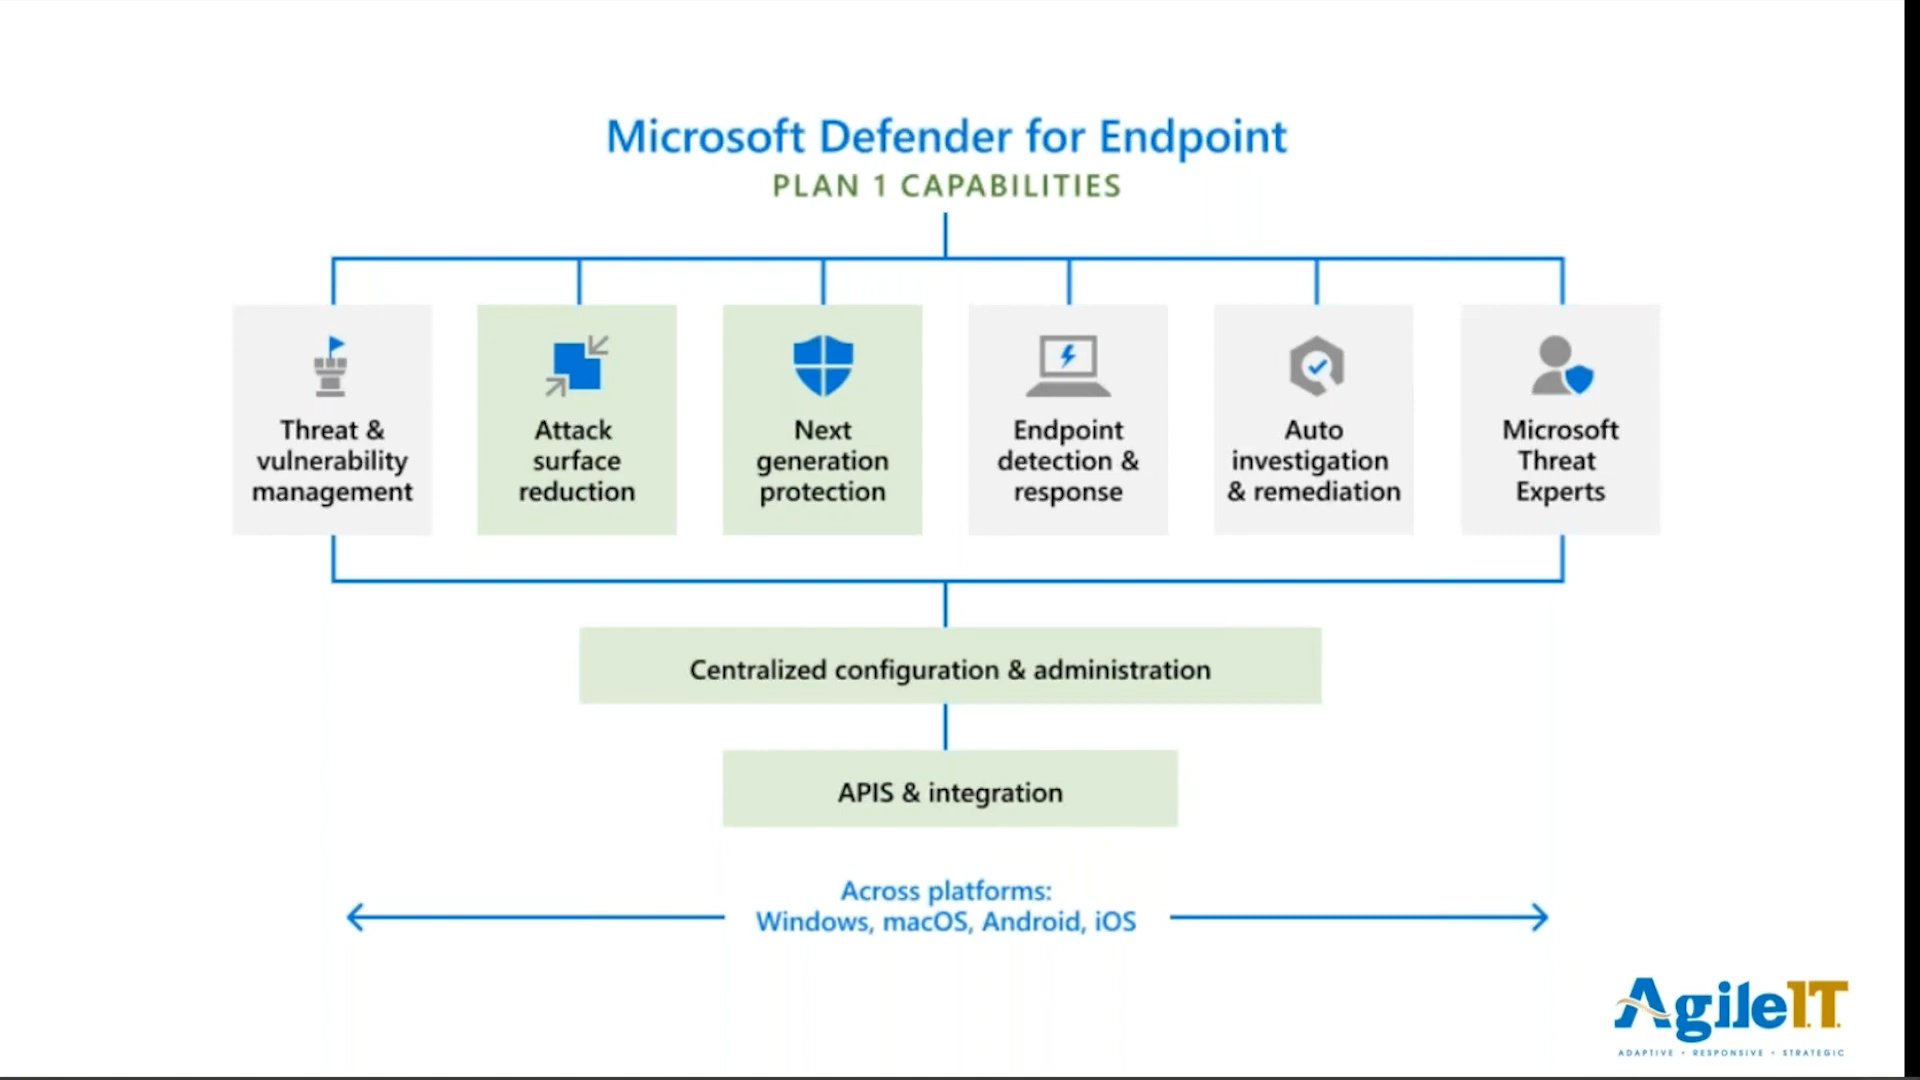 Microsoft Defender for Endpoint
PLAN 1 CAPABILITIES
Threat &
vulnerability
management
Attack
surface
reduction
Next
generation
protection
Endpoint
detection &
response
Auto
investigation
& remediation
Microsoft
Threat
Experts
Centralized configuration & administration
APIS & integration
Across platforms:
Windows, macOS, Android, iOS
AgileIT
ADAPTIVE • RESPONSIVE • STRATEGIC